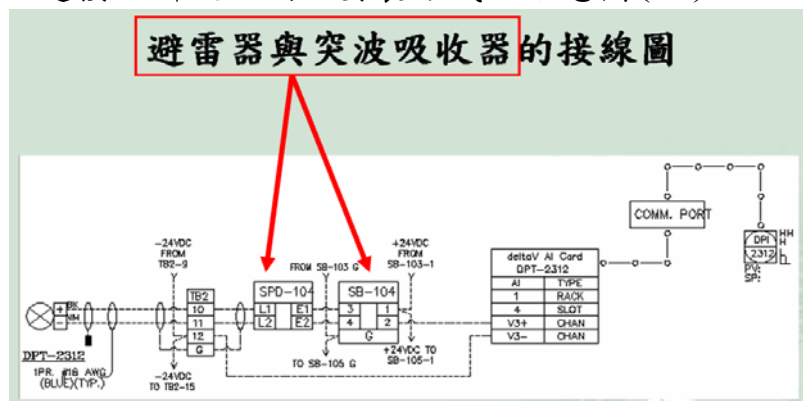 避雷器與突波吸收器的接線圖
COMM. PORT
DPI
2312
HH
H
L
PV:
SP:
-24VDC
FROM
TB2-9
FROM SB-103 G
+24VDC
FROM
SB-103-1
deltaV AI Card
DPT-2312
AI TYPE
1 RACK
4 SLOT
V3+ CHAN
V3- CHAN
TB2
10
11
12
G
SPD-104
L1 E1
L2 E2
SB-104
3 1
4 2
G
+ BK
- WH
DPT-2312
1PR. #16 AWG
(BLUE)(TYP.)
-24VDC
TO TB2-15
TO SB-105 G
+24VDC TO
SB-105-1